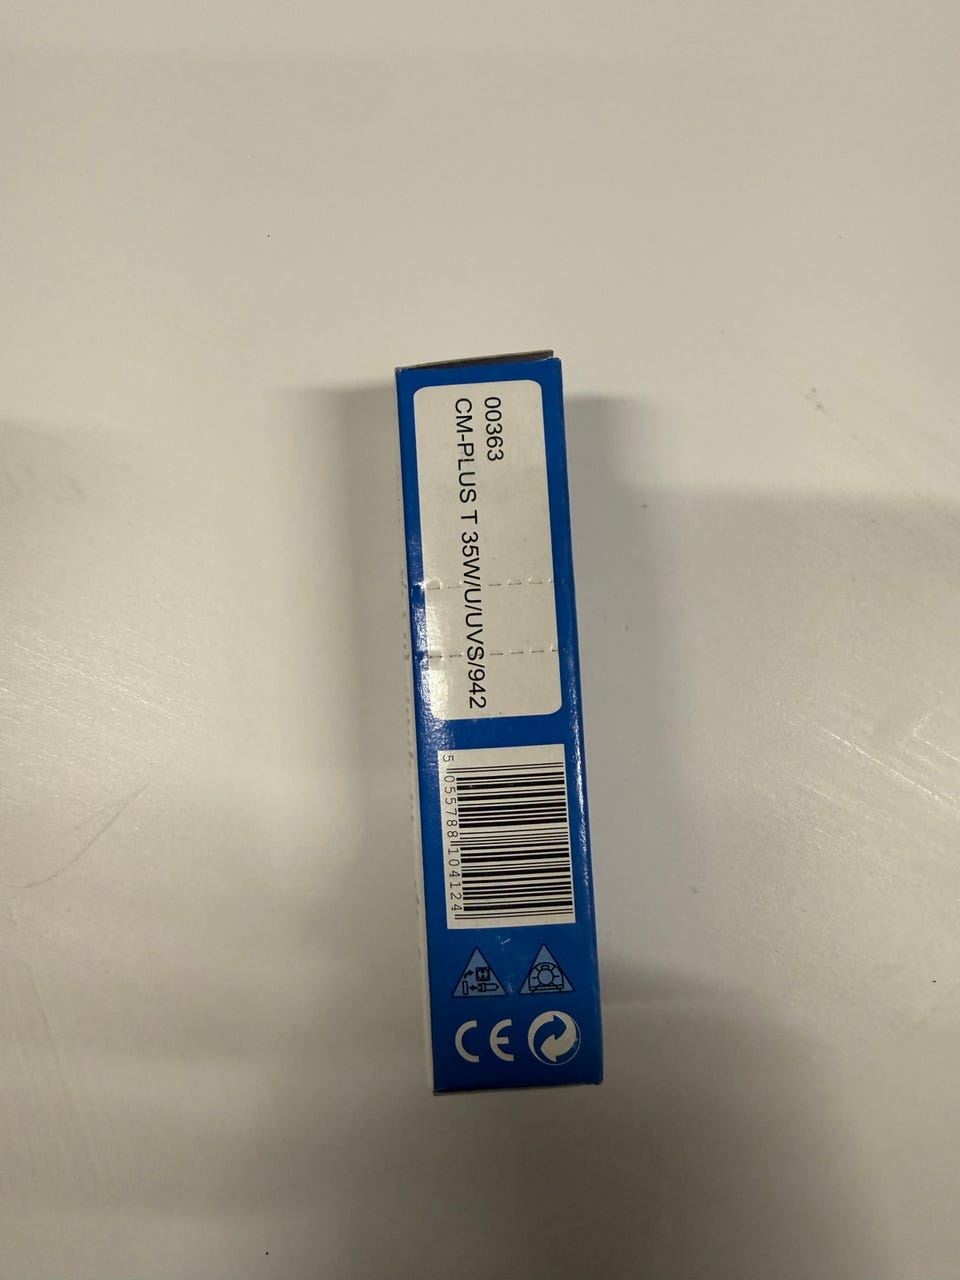 00363
CM-PLUS T 35W/U/UVS/942
5 055788 104124
CE